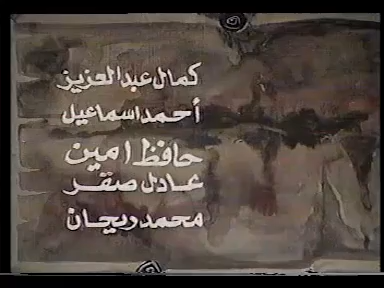 كمال عبد العزيز
أحمد اسماعيل
حافظ امين
عادل صقر
محمد ريحان